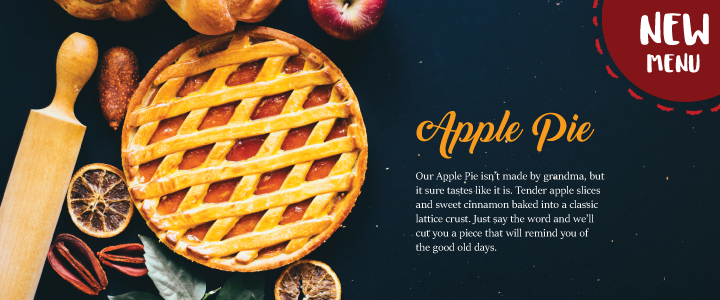 NEW
MENU
Apple Pie
Our Apple Pie isn't made by grandma, but
it sure tastes like it is. Tender apple slices
and sweet cinnamon baked into a classic
lattice crust. Just say the word and we'll
cut you a piece that will remind you of
the good old days.